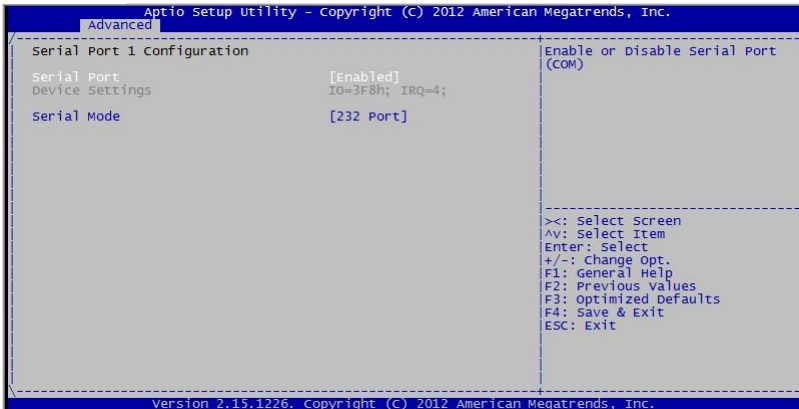 Aptio Setup Utility - Copyright (C) 2012 American Megatrends, Inc.
Advanced
Serial Port 1 Configuration
Serial Port [Enabled]
Device Settings IO=3F8h; IRQ=4;
Serial Mode [232 Port]
Enable or Disable Serial Port
(COM)
><: Select Screen
^v: Select Item
Enter: Select
+/-: Change Opt.
F1: General Help
F2: Previous Values
F3: Optimized Defaults
F4: Save & Exit
ESC: Exit
Version 2.15.1226. Copyright (C) 2012 American Megatrends, Inc.